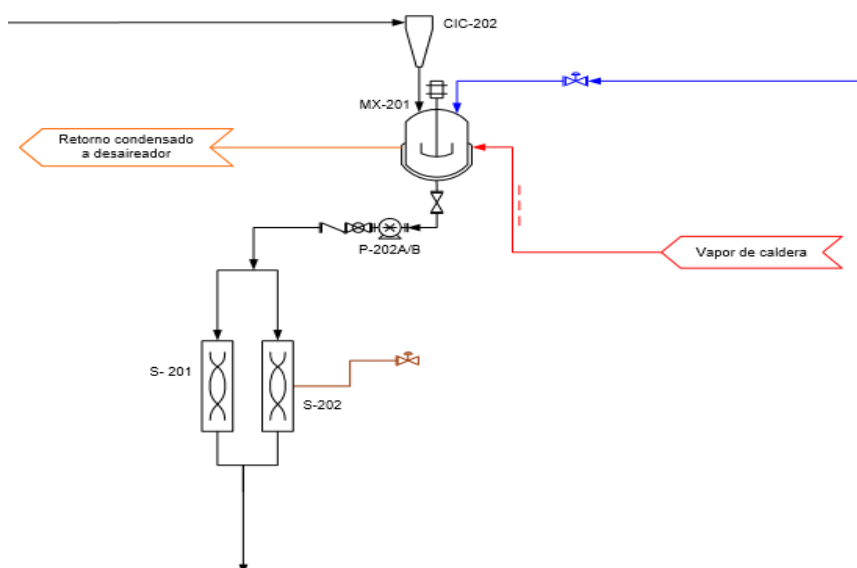 CIC-202
MX-201
Retorno condensado
a desaireador
P-202A/B
Vapor de caldera
S- 201
S-202